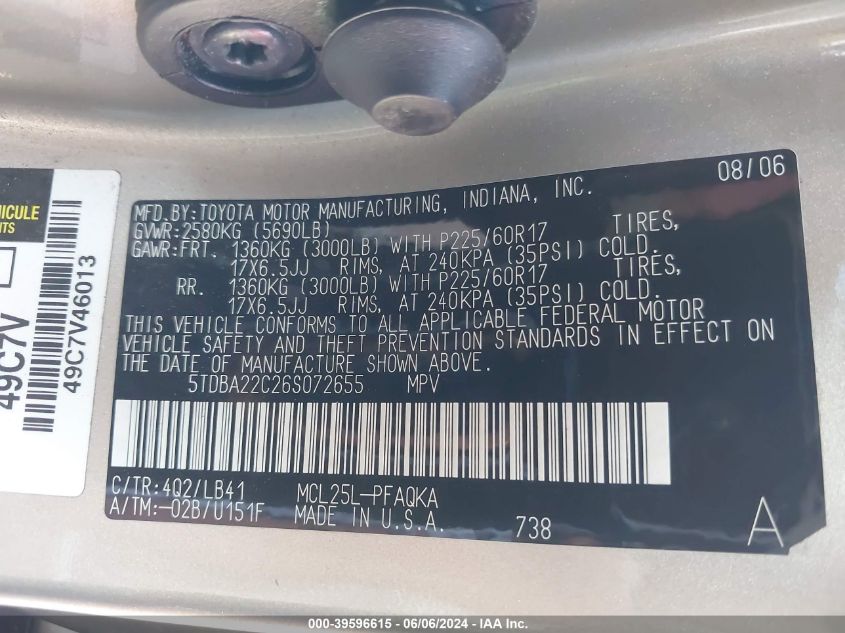 HICULE
NTS
49C7V
49C7V46013
08/06
MFD.BY:TOYOTA MOTOR MANUFACTURING, INDIANA, INC.
GVWR:2580KG (5690LB)
GAWR:FRT. 1360KG (3000LB) WITH P225/60R17 TIRES,
17X6.5JJ RIMS, AT 240KPA (35PSI) COLD.
RR. 1360KG (3000LB) WITH P225/60R17 TIRES,
17X6.5JJ RIMS, AT 240KPA (35PSI) COLD.
THIS VEHICLE CONFORMS TO ALL APPLICABLE FEDERAL MOTOR
VEHICLE SAFETY AND THEFT PREVENTION STANDARDS IN EFFECT ON
THE DATE OF MANUFACTURE SHOWN ABOVE.
5TDBA22C26S072655 MPV
C/TR:4Q2/LB41 MCL25L-PFAQKA
A/TM:-02B/U151F MADE IN U.S.A. 738 A
000-39596615 - 06/06/2024 - IAA Inc.